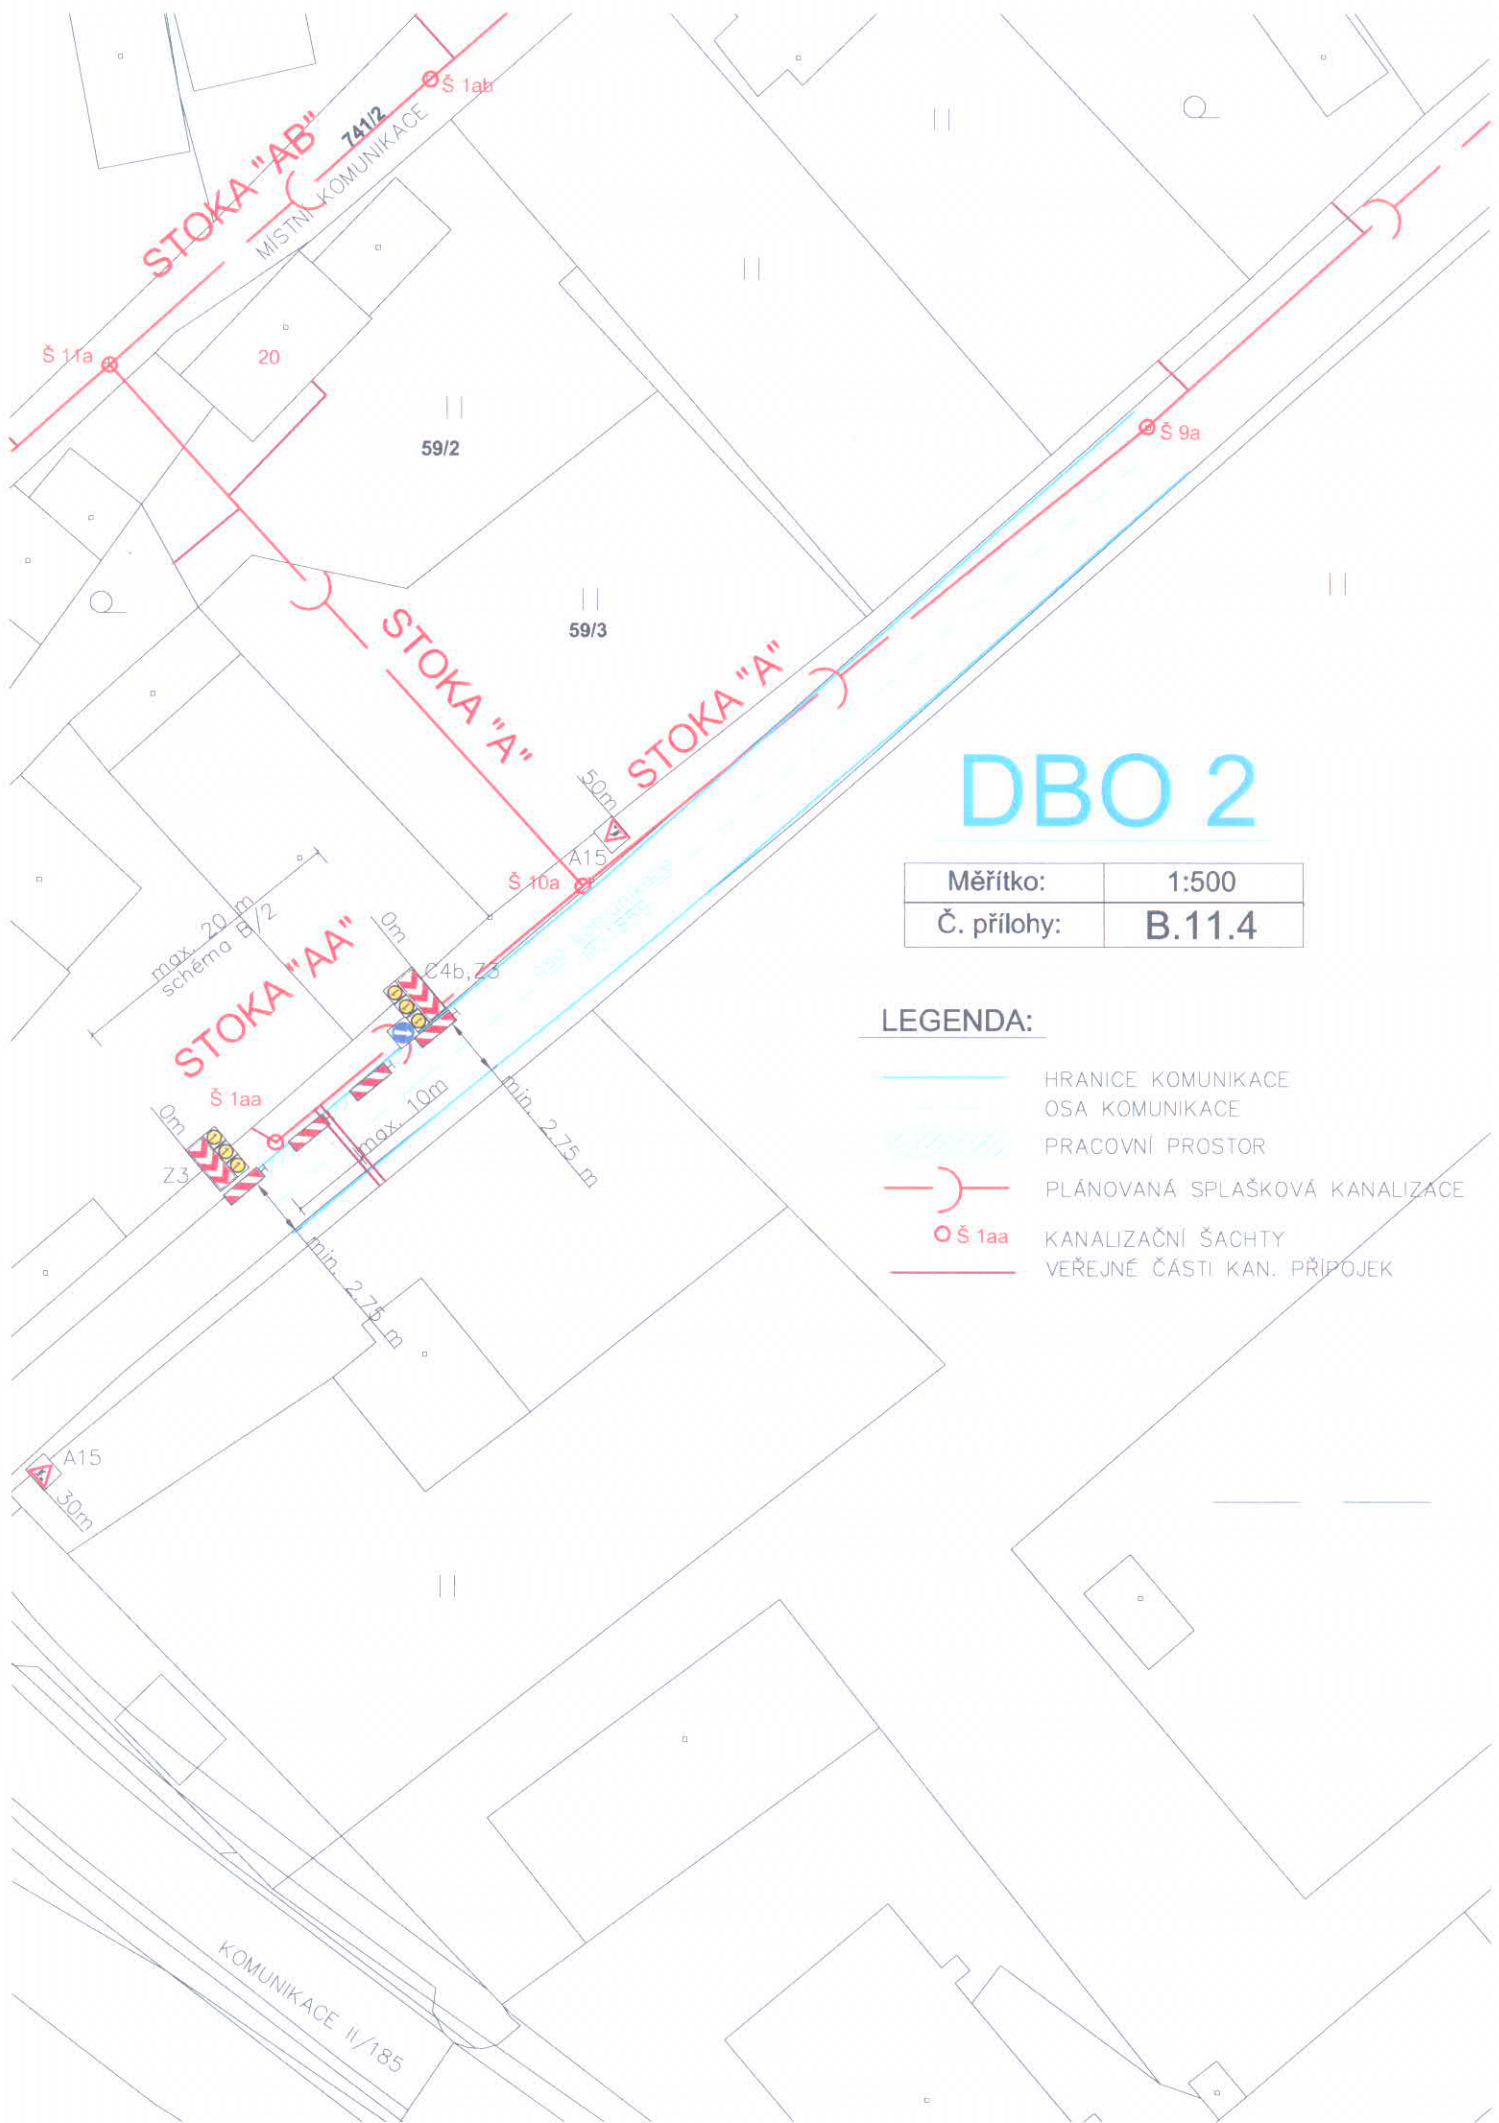 Š 1ab
741/2
STOKA "AB"
MÍSTNÍ KOMUNIKACE
Š 11a
20
59/2
Š 9a
59/3
STOKA "A"
STOKA "A"
50m
A15
Š 10a
DBO 2
Měřítko: 1:500
Č. přílohy: B.11.4
max. 20 m
schéma B/2
0m
C4b,Z3
STOKA "AA"
LEGENDA:
HRANICE KOMUNIKACE
OSA KOMUNIKACE
PRACOVNÍ PROSTOR
PLÁNOVANÁ SPLAŠKOVÁ KANALIZACE
Š 1aa KANALIZAČNÍ ŠACHTY
VEŘEJNÉ ČÁSTI KAN. PŘÍPOJEK
Š 1aa
0m
max. 10m
min. 2,75 m
Z3
min. 2,75 m
A15
30m
KOMUNIKACE II/185